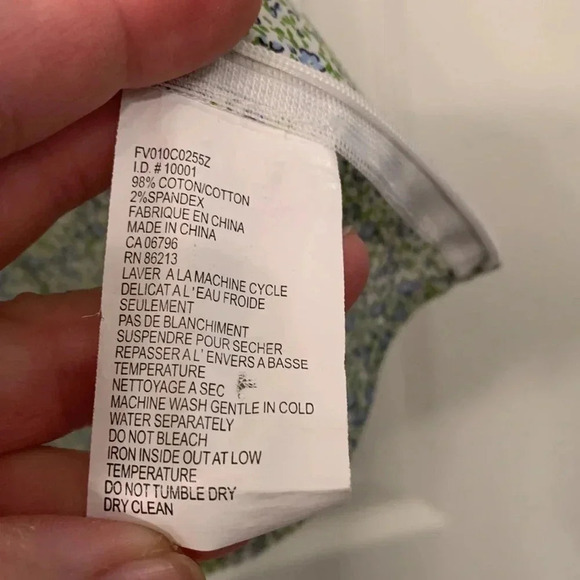 FV010C0255Z
I.D. # 10001
98% COTON/COTTON
2%SPANDEX
FABRIQUE EN CHINA
MADE IN CHINA
CA 06796
RN 86213
LAVER A LA MACHINE CYCLE
DELICAT A L' EAU FROIDE
SEULEMENT
PAS DE BLANCHIMENT
SUSPENDRE POUR SECHER
REPASSER A L' ENVERS A BASSE
TEMPERATURE
NETTOYAGE A SEC
MACHINE WASH GENTLE IN COLD
WATER SEPARATELY
DO NOT BLEACH
IRON INSIDE OUT AT LOW
TEMPERATURE
DO NOT TUMBLE DRY
DRY CLEAN